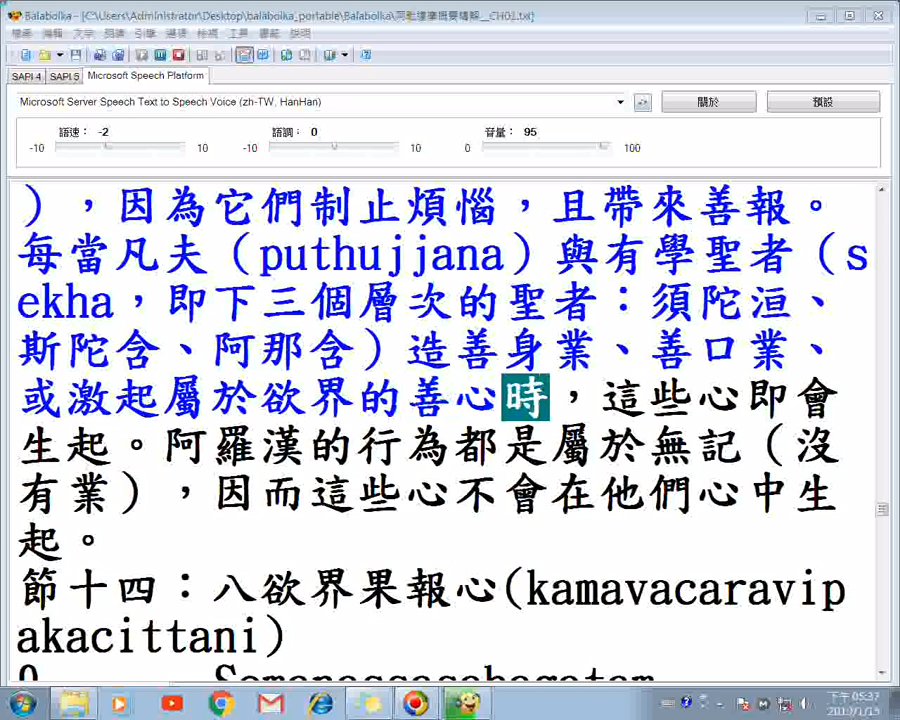 Balabolka - [C:\Users\Administrator\Desktop\balabolka_portable\Balabolka\阿毗達摩概要精解__CH01.txt]
SAPI 4 SAPI 5 Microsoft Speech Platform
Microsoft Server Speech Text to Speech Voice (zh-TW, HanHan) 關於 預設
語速： -2 語調： 0 音量： 95
-10 10 -10 10 0 100
），因為它們制止煩惱，且帶來善報。
每當凡夫（puthujjana）與有學聖者（s
ekha，即下三個層次的聖者：須陀洹、
斯陀含、阿那含）造善身業、善口業、
或激起屬於欲界的善心時，這些心即會
生起。阿羅漢的行為都是屬於無記（沒
有業），因而這些心不會在他們心中生
起。
節十四：八欲界果報心(kamavacaravip
akacittani)
下午 05:37